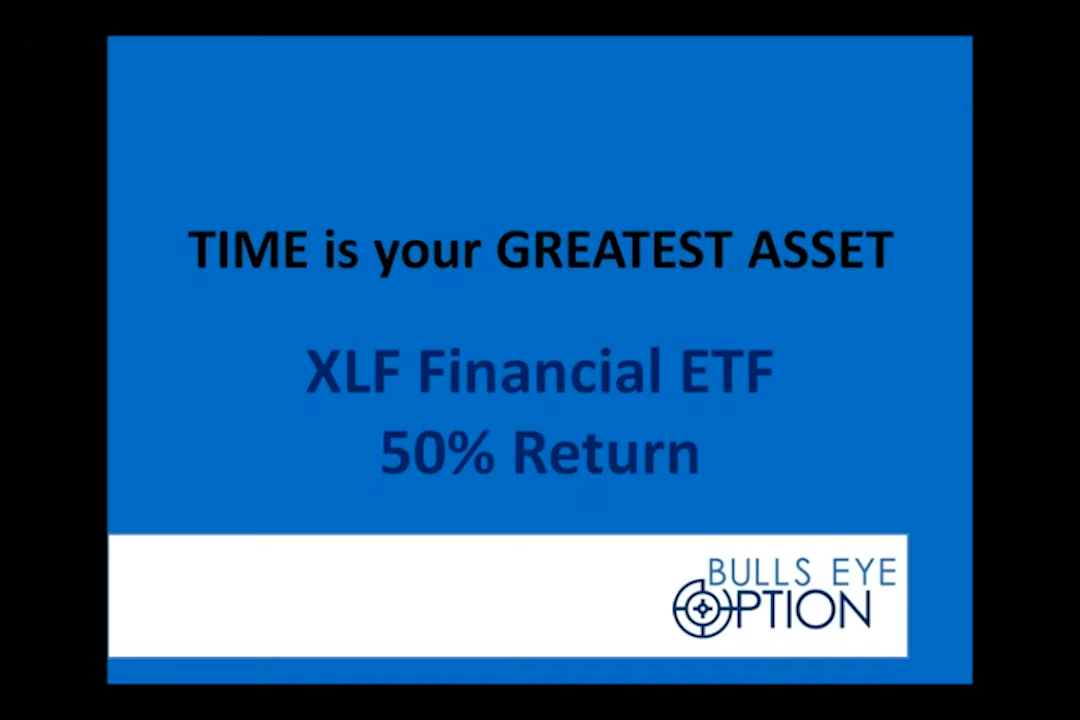 TIME is your GREATEST ASSET
XLF Financial ETF
50% Return
BULLS EYE
OPTION